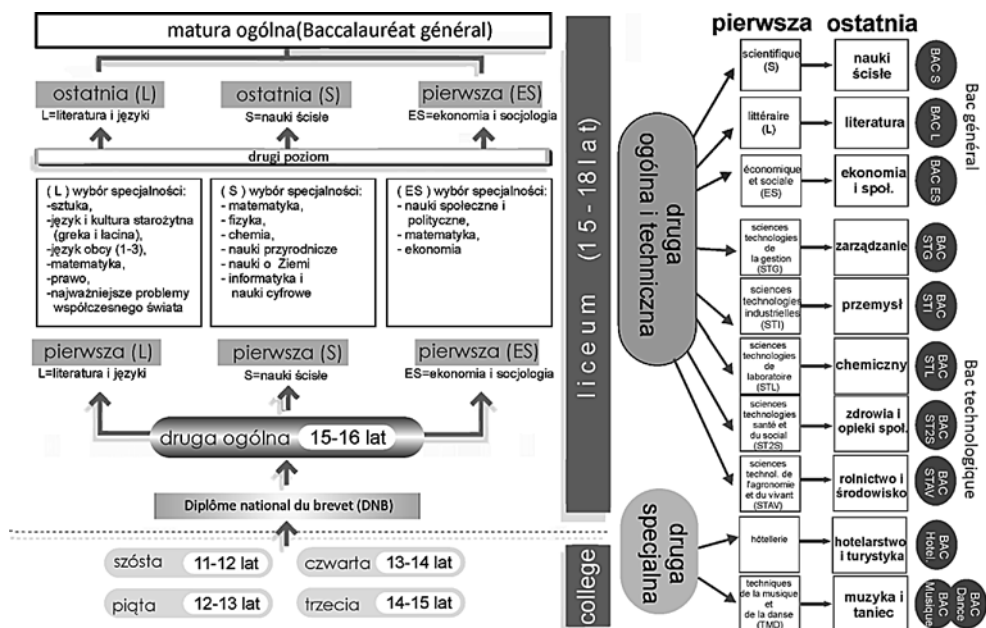 matura ogólna(Baccalauréat général)
ostatnia (L)
L=literatura i języki
ostatnia (S)
S=nauki ścisłe
pierwsza (ES)
ES=ekonomia i socjologia
drugi poziom
( L ) wybór specjalności:
-sztuka,
-język i kultura starożytna
(greka i łacina),
-język obcy (1-3),
-matematyka,
-prawo,
-najważniejsze problemy
współczesnego świata
( S ) wybór specjalności:
- matematyka,
- fizyka,
- chemia,
- nauki przyrodnicze
- nauki o Ziemi
- informatyka i
nauki cyfrowe
( ES ) wybór specjalności:
- nauki społeczne i
polityczne,
- matematyka,
- ekonomia
pierwsza (L)
L=literatura i języki
pierwsza (S)
S=nauki ścisłe
pierwsza (ES)
ES=ekonomia i socjologia
druga ogólna 15-16 lat
Diplôme national du brevet (DNB)
szósta 11-12 lat
czwarta 13-14 lat
piąta 12-13 lat
trzecia 14-15 lat
liceum (15-18lat)
college
druga
ogólna i techniczna
druga
specjalna
pierwsza
ostatnia
scientifique
(S)
nauki
ścisłe
BAC S
littéraire
(L)
literatura
BAC L
économique
et sociale
(ES)
ekonomia
i społ.
BAC ES
Bac général
sciences
technologies
de
la gestion
(STG)
zarządzanie
BAC
STG
sciences
technologies
industrielles
(STI)
przemysł
BAC
STI
sciences
technologies
de
laboratoire
(STL)
chemiczny
BAC
STL
sciences
technologies
santé et
du social
(ST2S)
zdrowia i
opieki społ.
BAC
ST2S
sciences
technol. de
l'agronomie
et du vivant
(STAV)
rolnictwo i
środowisko
BAC
STAV
Bac technologique
hôtellerie
hotelarstwo
i turystyka
BAC
Hotel.
techniques
de la musique
et
de la danse
(TMD)
muzyka i
taniec
BAC
Musique
BAC
Dance